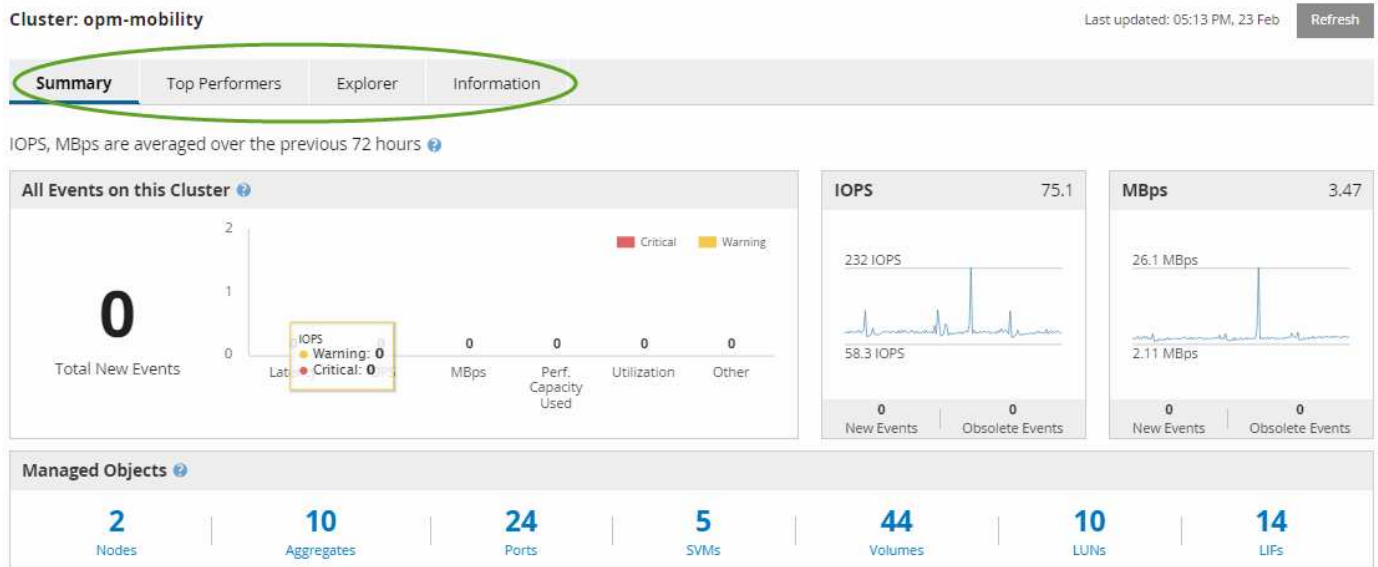 Cluster: opm-mobility
Last updated: 05:13 PM, 23 Feb
Refresh
Summary
Top Performers
Explorer
Information
IOPS, MBps are averaged over the previous 72 hours
All Events on this Cluster
0
Total New Events
2
1
0
Critical
Warning
IOPS
Warning: 0
Critical: 0
0
0
0
0
MBps
Perf.
Capacity
Used
Utilization
Other
IOPS
75.1
232 IOPS
58.3 IOPS
0
New Events
0
Obsolete Events
MBps
3.47
26.1 MBps
2.11 MBps
0
New Events
0
Obsolete Events
Managed Objects
2
Nodes
10
Aggregates
24
Ports
5
SVMs
44
Volumes
10
LUNs
14
LIFs